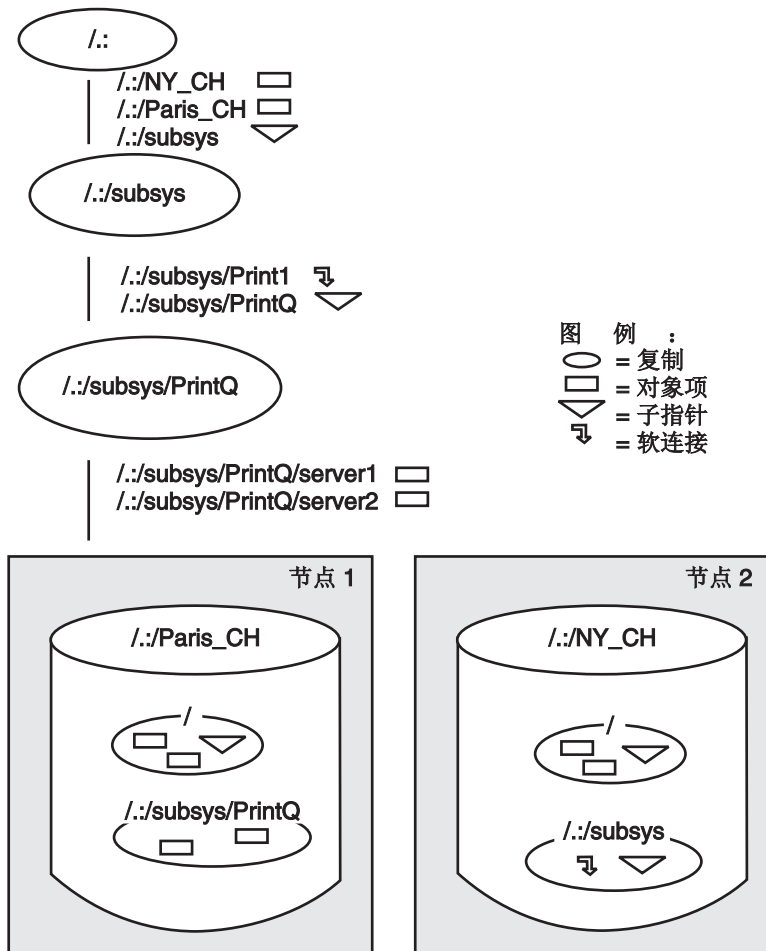 /.:
/.:/NY_CH
/.:/Paris_CH
/.:/subsys
/.:/subsys
/.:/subsys/Print1
/.:/subsys/PrintQ
/.:/subsys/PrintQ
图 例 :
= 复制
= 对象项
= 子指针
= 软连接
/.:/subsys/PrintQ/server1
/.:/subsys/PrintQ/server2
节点 1
/.:/Paris_CH
/
/.:/subsys/PrintQ
节点 2
/.:/NY_CH
/
/.:/subsys